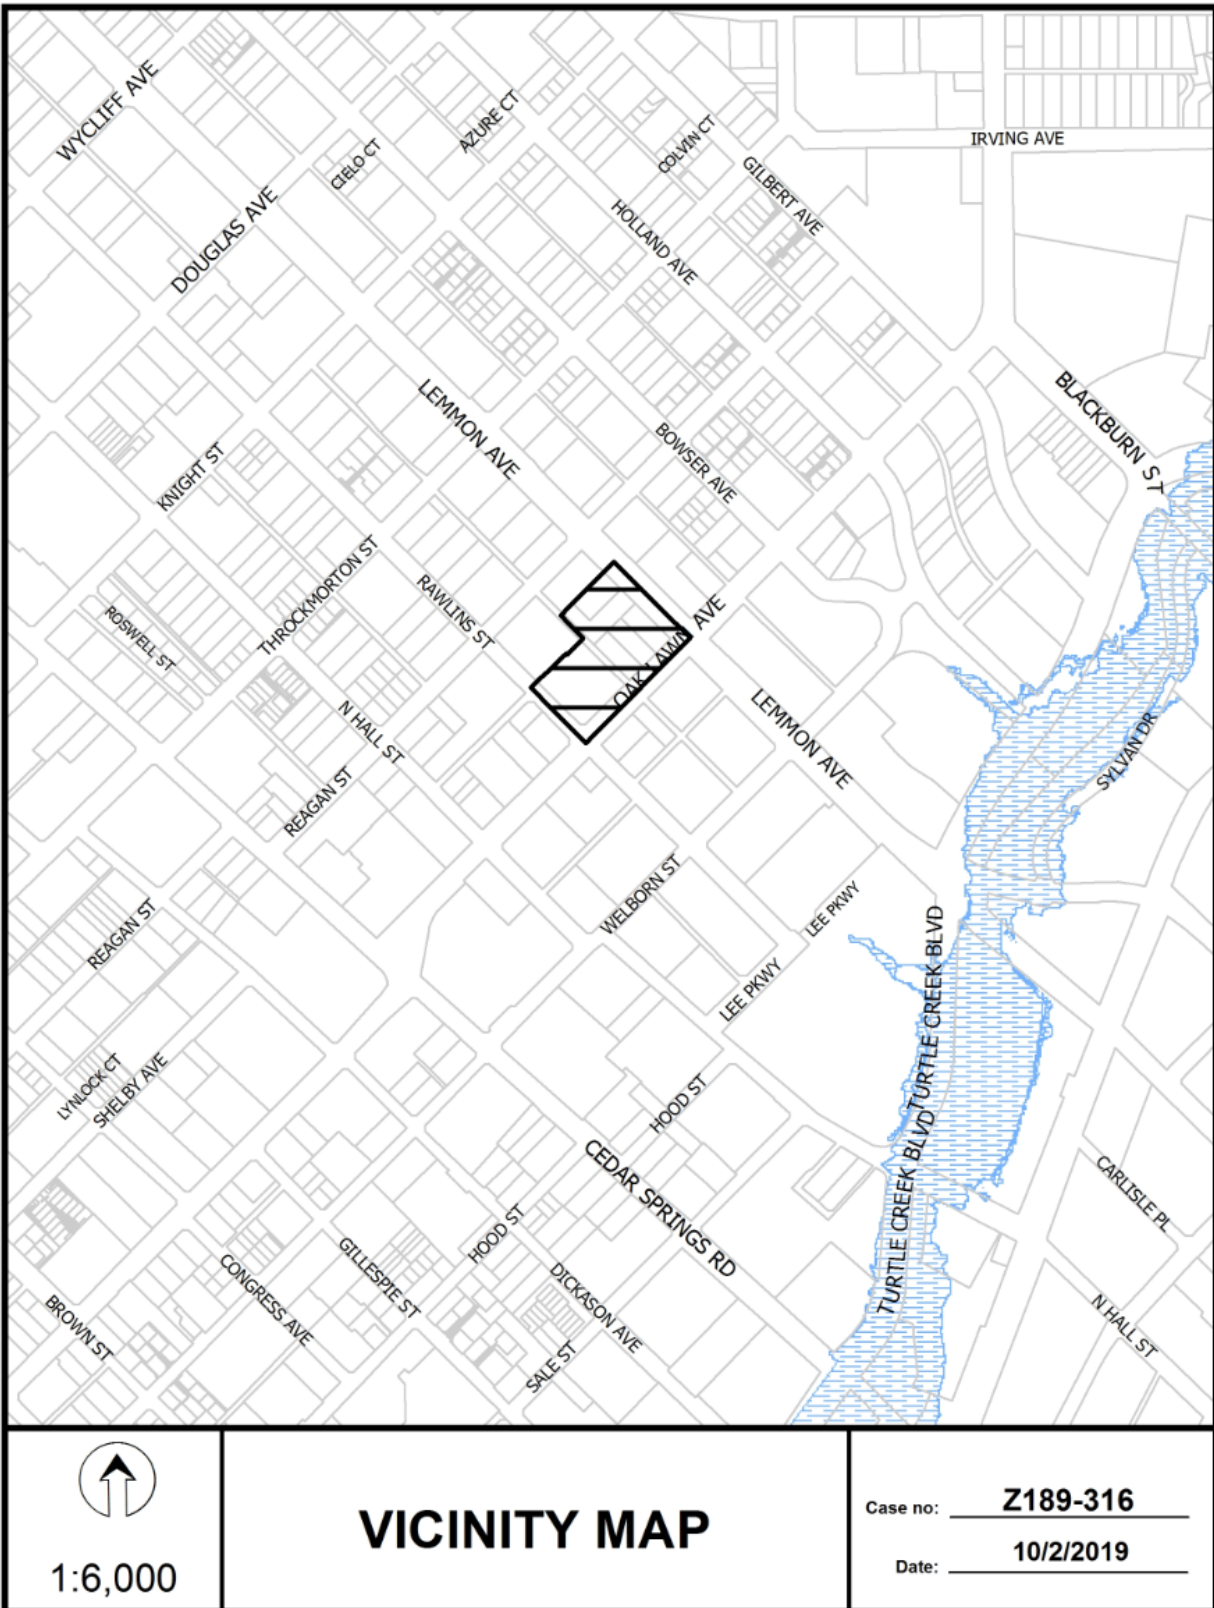 WYCLIFF AVE
AZURE CT
COLVIN CT
IRVING AVE
CIELO CT
GILBERT AVE
DOUGLAS AVE
HOLLAND AVE
BLACKBURN ST
LEMMON AVE
BOWSER AVE
KNIGHT ST
THROCKMORTON ST
RAWLINS ST
OAK LAWN AVE
ROSWELL ST
N HALL ST
LEMMON AVE
SYLVAN DR
REAGAN ST
WELBORN ST
LEE PKWY
REAGAN ST
TURTLE CREEK BLVD
LEE PKWY
LYNLOCK CT
SHELBY AVE
HOOD ST
TURTLE CREEK BLVD
CEDAR SPRINGS RD
CARLISLE PL
HOOD ST
GILLESPIE ST
CONGRESS AVE
DICKASON AVE
BROWN ST
N HALL ST
SALE ST
1:6,000
VICINITY MAP
Case no: Z189-316
Date: 10/2/2019